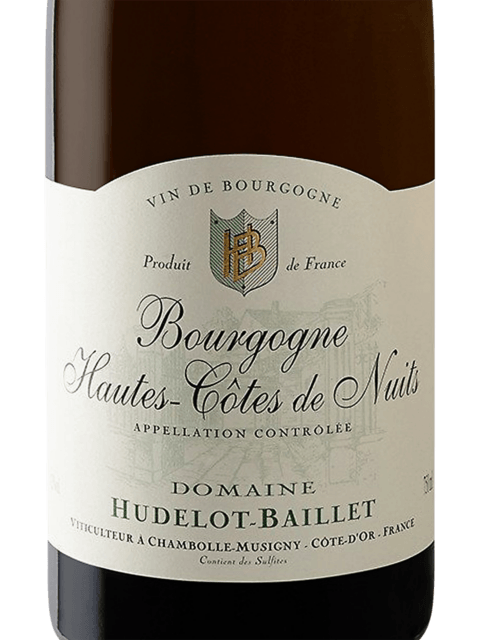 VIN DE BOURGOGNE
HB
Produit de France
Bourgogne
Hautes-Côtes de Nuits
APPELLATION CONTRÔLÉE
DOMAINE
HUDELOT-BAILLET
VITICULTEUR À CHAMBOLLE-MUSIGNY - CÔTE-D'OR - FRANCE
Contient des Sulfites